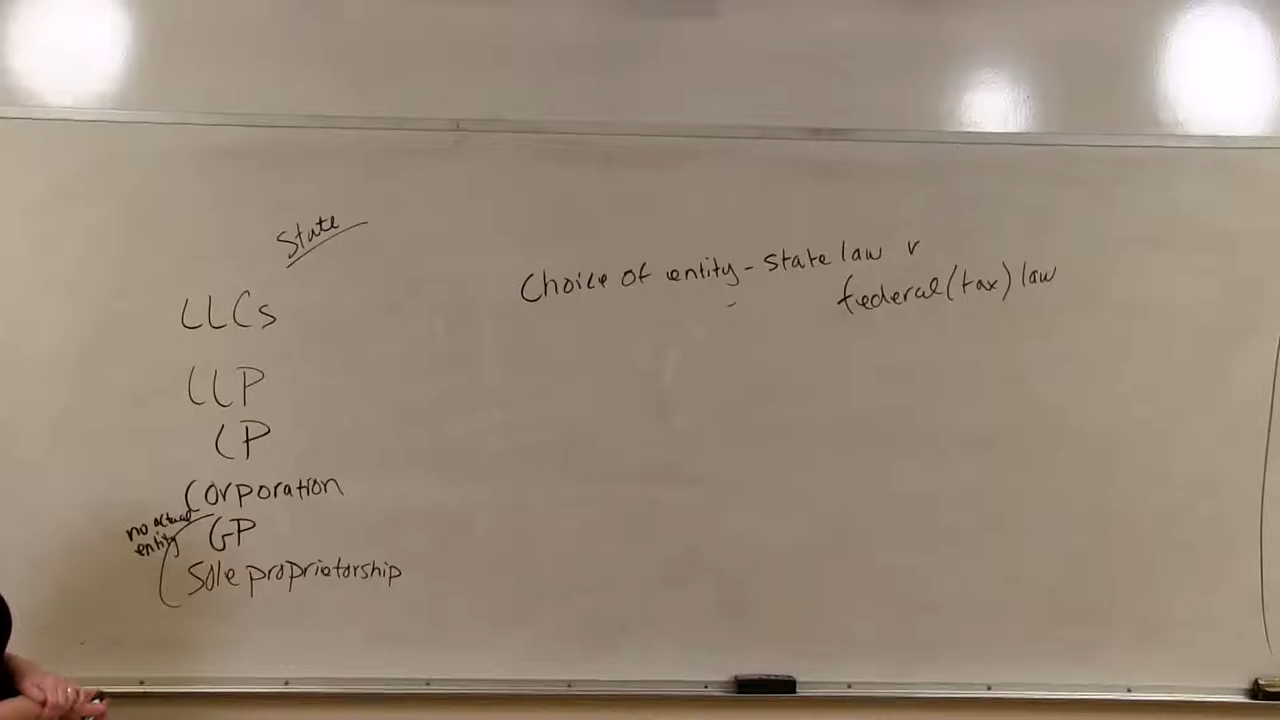 State
LLCs
LLP
LP
Corporation
no actual
entity
GP
Sole proprietorship
Choice of entity - state law v
federal (tax) law